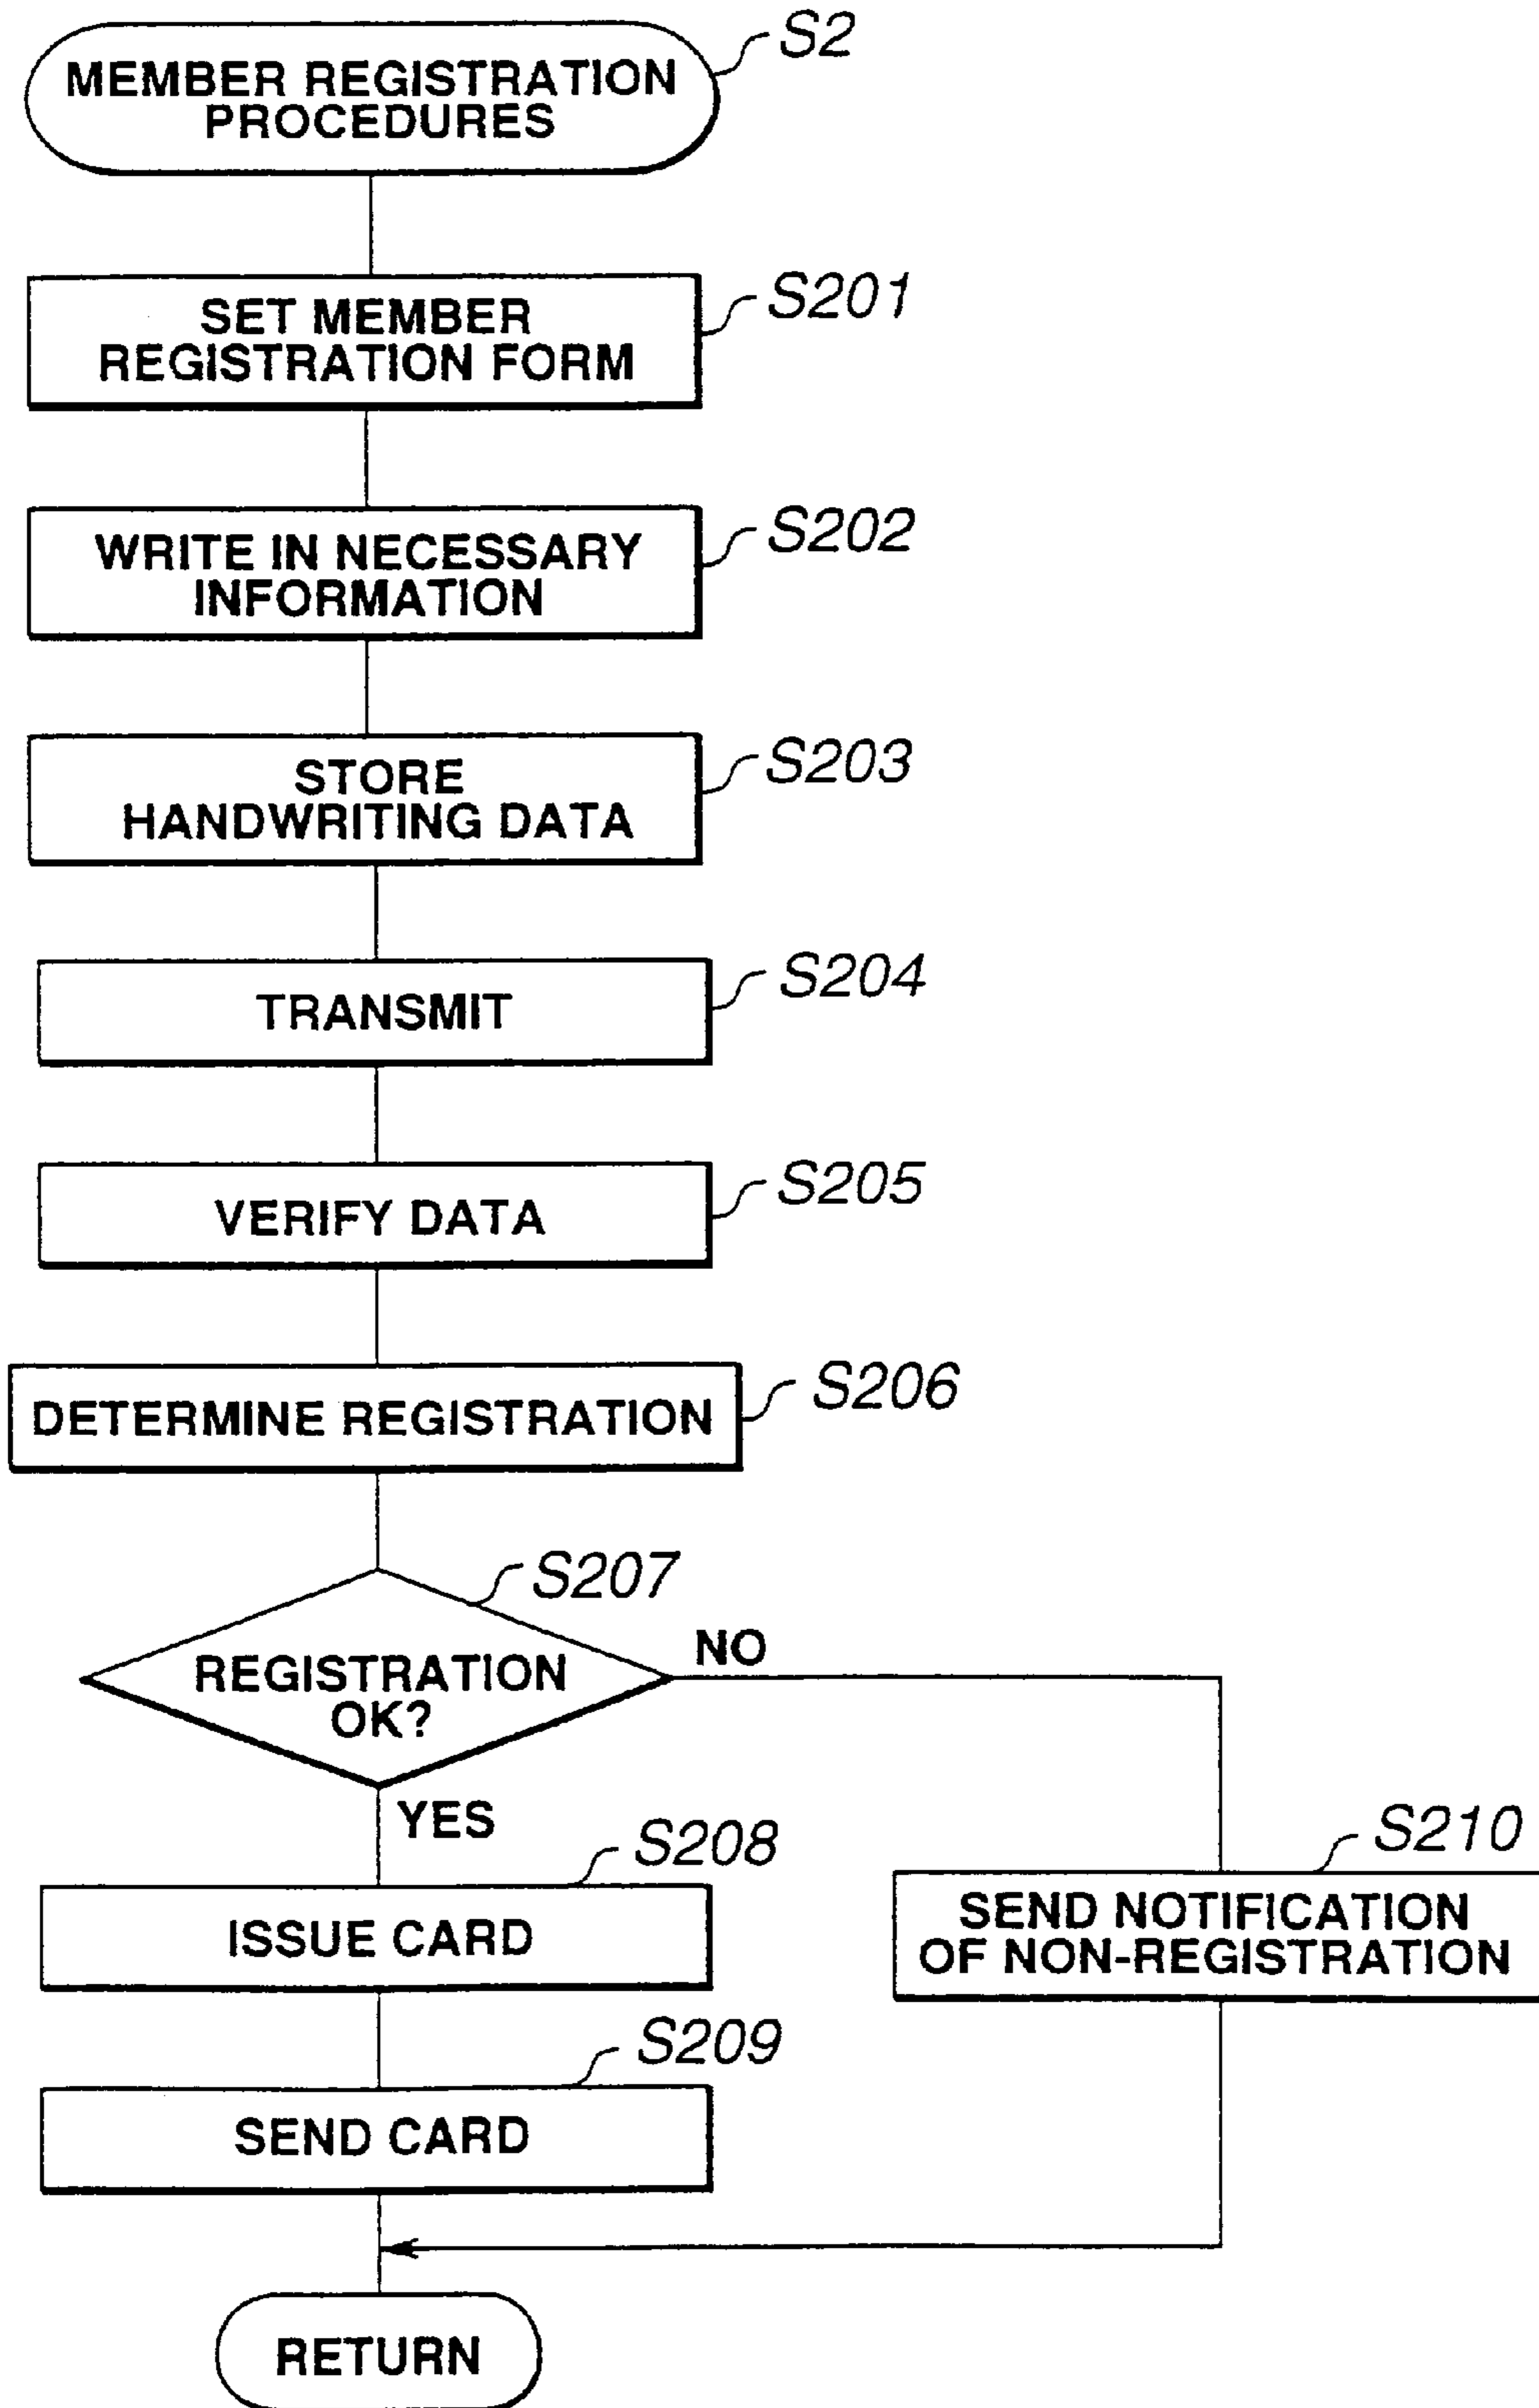 S2
MEMBER REGISTRATION
PROCEDURES
S201
SET MEMBER
REGISTRATION FORM
S202
WRITE IN NECESSARY
INFORMATION
S203
STORE
HANDWRITING DATA
S204
TRANSMIT
S205
VERIFY DATA
S206
DETERMINE REGISTRATION
S207
REGISTRATION
OK?
NO
YES
S208
ISSUE CARD
S210
SEND NOTIFICATION
OF NON-REGISTRATION
S209
SEND CARD
RETURN